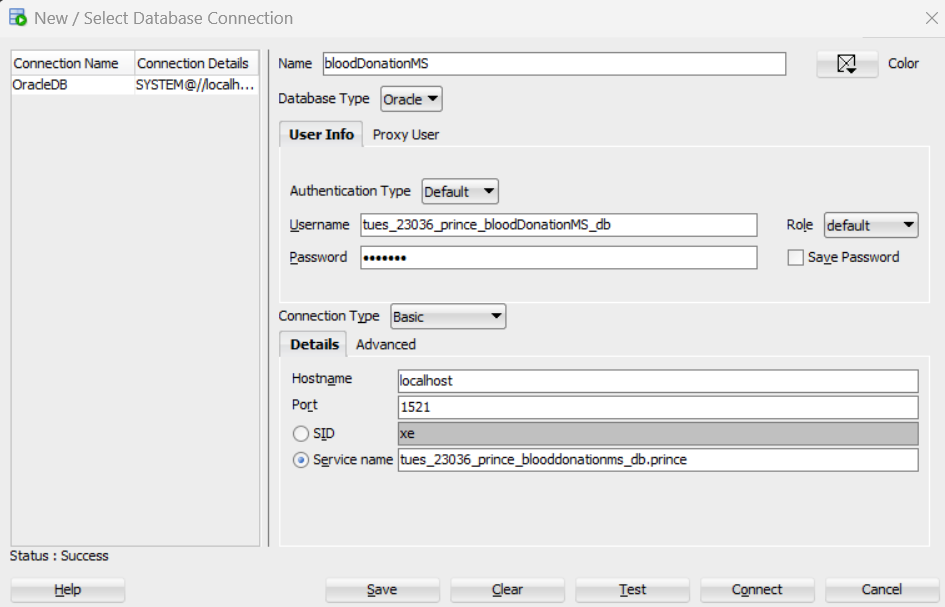 New / Select Database Connection
Connection Name Connection Details
OracleDB SYSTEM@//localh...
Name bloodDonationMS Color
Database Type Oracle
User Info Proxy User
Authentication Type Default
Username tues_23036_prince_bloodDonationMS_db Role default
Password ••••••• Save Password
Connection Type Basic
Details Advanced
Hostname localhost
Port 1521
SID xe
Service name tues_23036_prince_blooddonationms_db.prince
Status : Success
Help Save Clear Test Connect Cancel